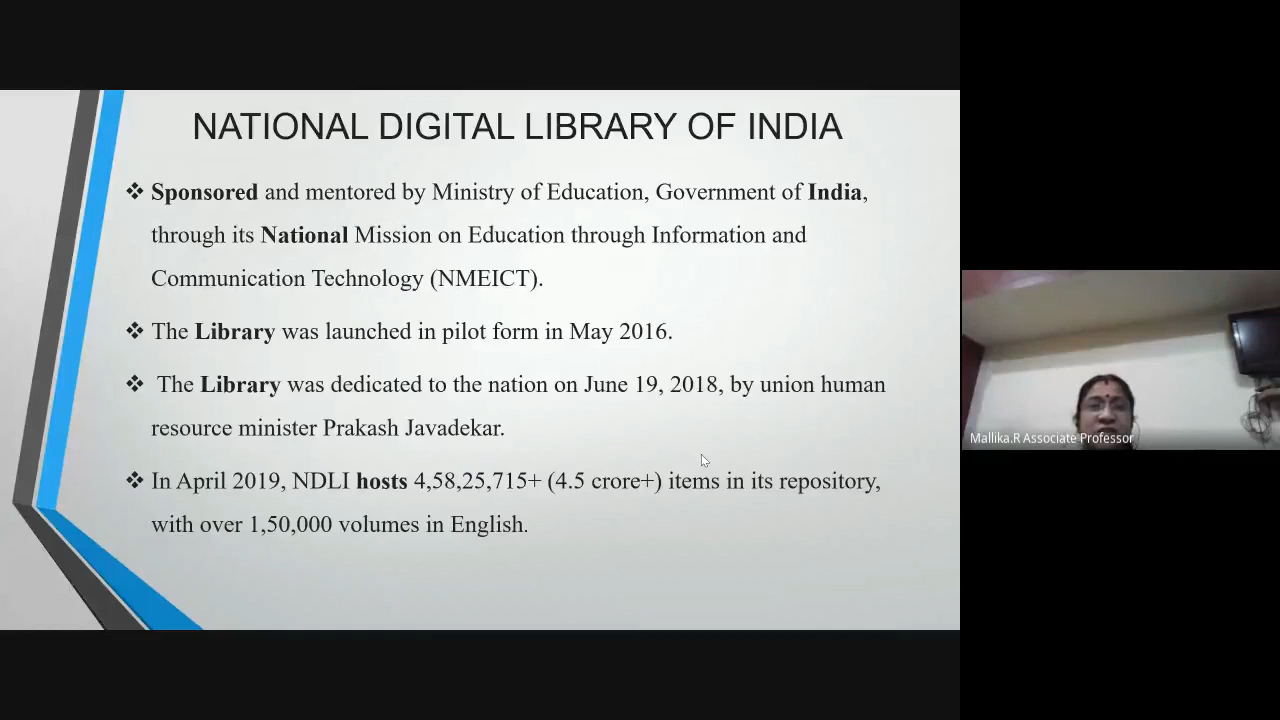 NATIONAL DIGITAL LIBRARY OF INDIA
❖ Sponsored and mentored by Ministry of Education, Government of India,
through its National Mission on Education through Information and
Communication Technology (NMEICT).
❖ The Library was launched in pilot form in May 2016.
❖ The Library was dedicated to the nation on June 19, 2018, by union human
resource minister Prakash Javadekar.
❖ In April 2019, NDLI hosts 4,58,25,715+ (4.5 crore+) items in its repository,
with over 1,50,000 volumes in English.
Mallika.R Associate Professor